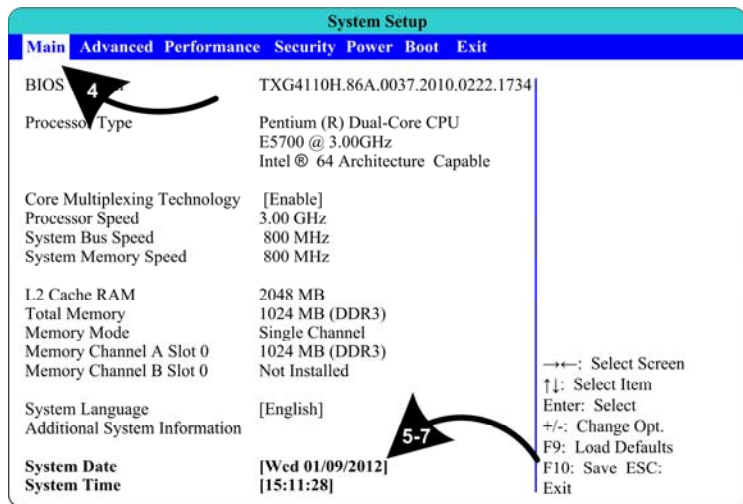 System Setup
Main Advanced Performance Security Power Boot Exit
4
BIOS TXG4110H.86A.0037.2010.0222.1734
Processor Type Pentium (R) Dual-Core CPU
E5700 @ 3.00GHz
Intel ® 64 Architecture Capable
Core Multiplexing Technology [Enable]
Processor Speed 3.00 GHz
System Bus Speed 800 MHz
System Memory Speed 800 MHz
L2 Cache RAM 2048 MB
Total Memory 1024 MB (DDR3)
Memory Mode Single Channel
Memory Channel A Slot 0 1024 MB (DDR3)
Memory Channel B Slot 0 Not Installed
System Language [English]
Additional System Information
5-7
System Date [Wed 01/09/2012]
System Time [15:11:28]
→←: Select Screen
↑↓: Select Item
Enter: Select
+/-: Change Opt.
F9: Load Defaults
F10: Save ESC:
Exit